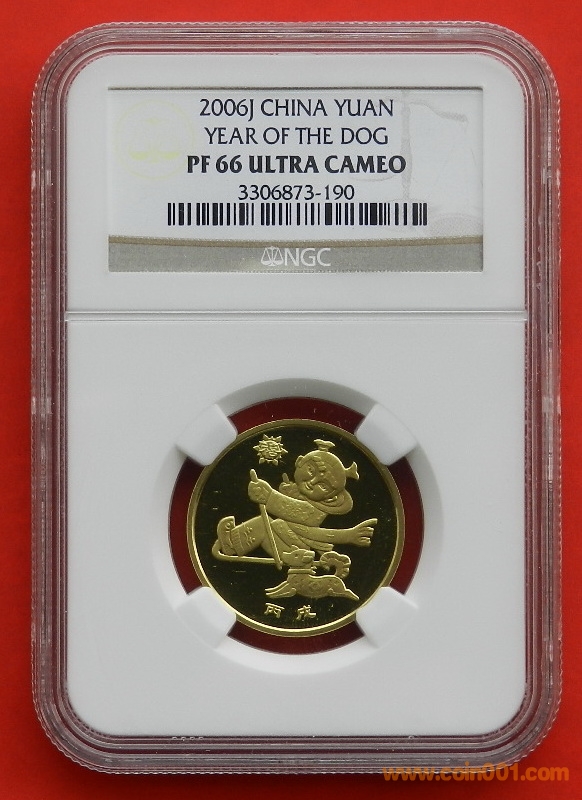 2006J CHINA YUAN
YEAR OF THE DOG
PF 66 ULTRA CAMEO
3306873-190
NGC
春
丙戌
www.coin001.com